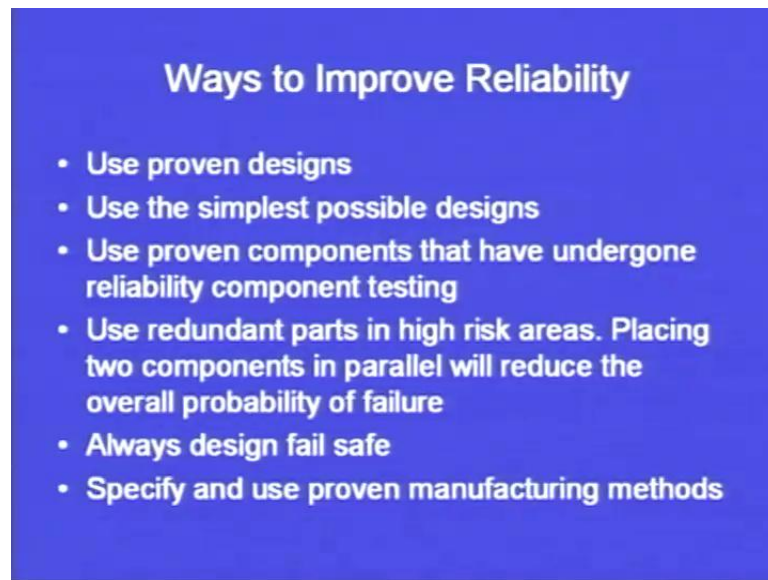 Ways to Improve Reliability
• Use proven designs
• Use the simplest possible designs
• Use proven components that have undergone
reliability component testing
• Use redundant parts in high risk areas. Placing
two components in parallel will reduce the
overall probability of failure
• Always design fail safe
• Specify and use proven manufacturing methods